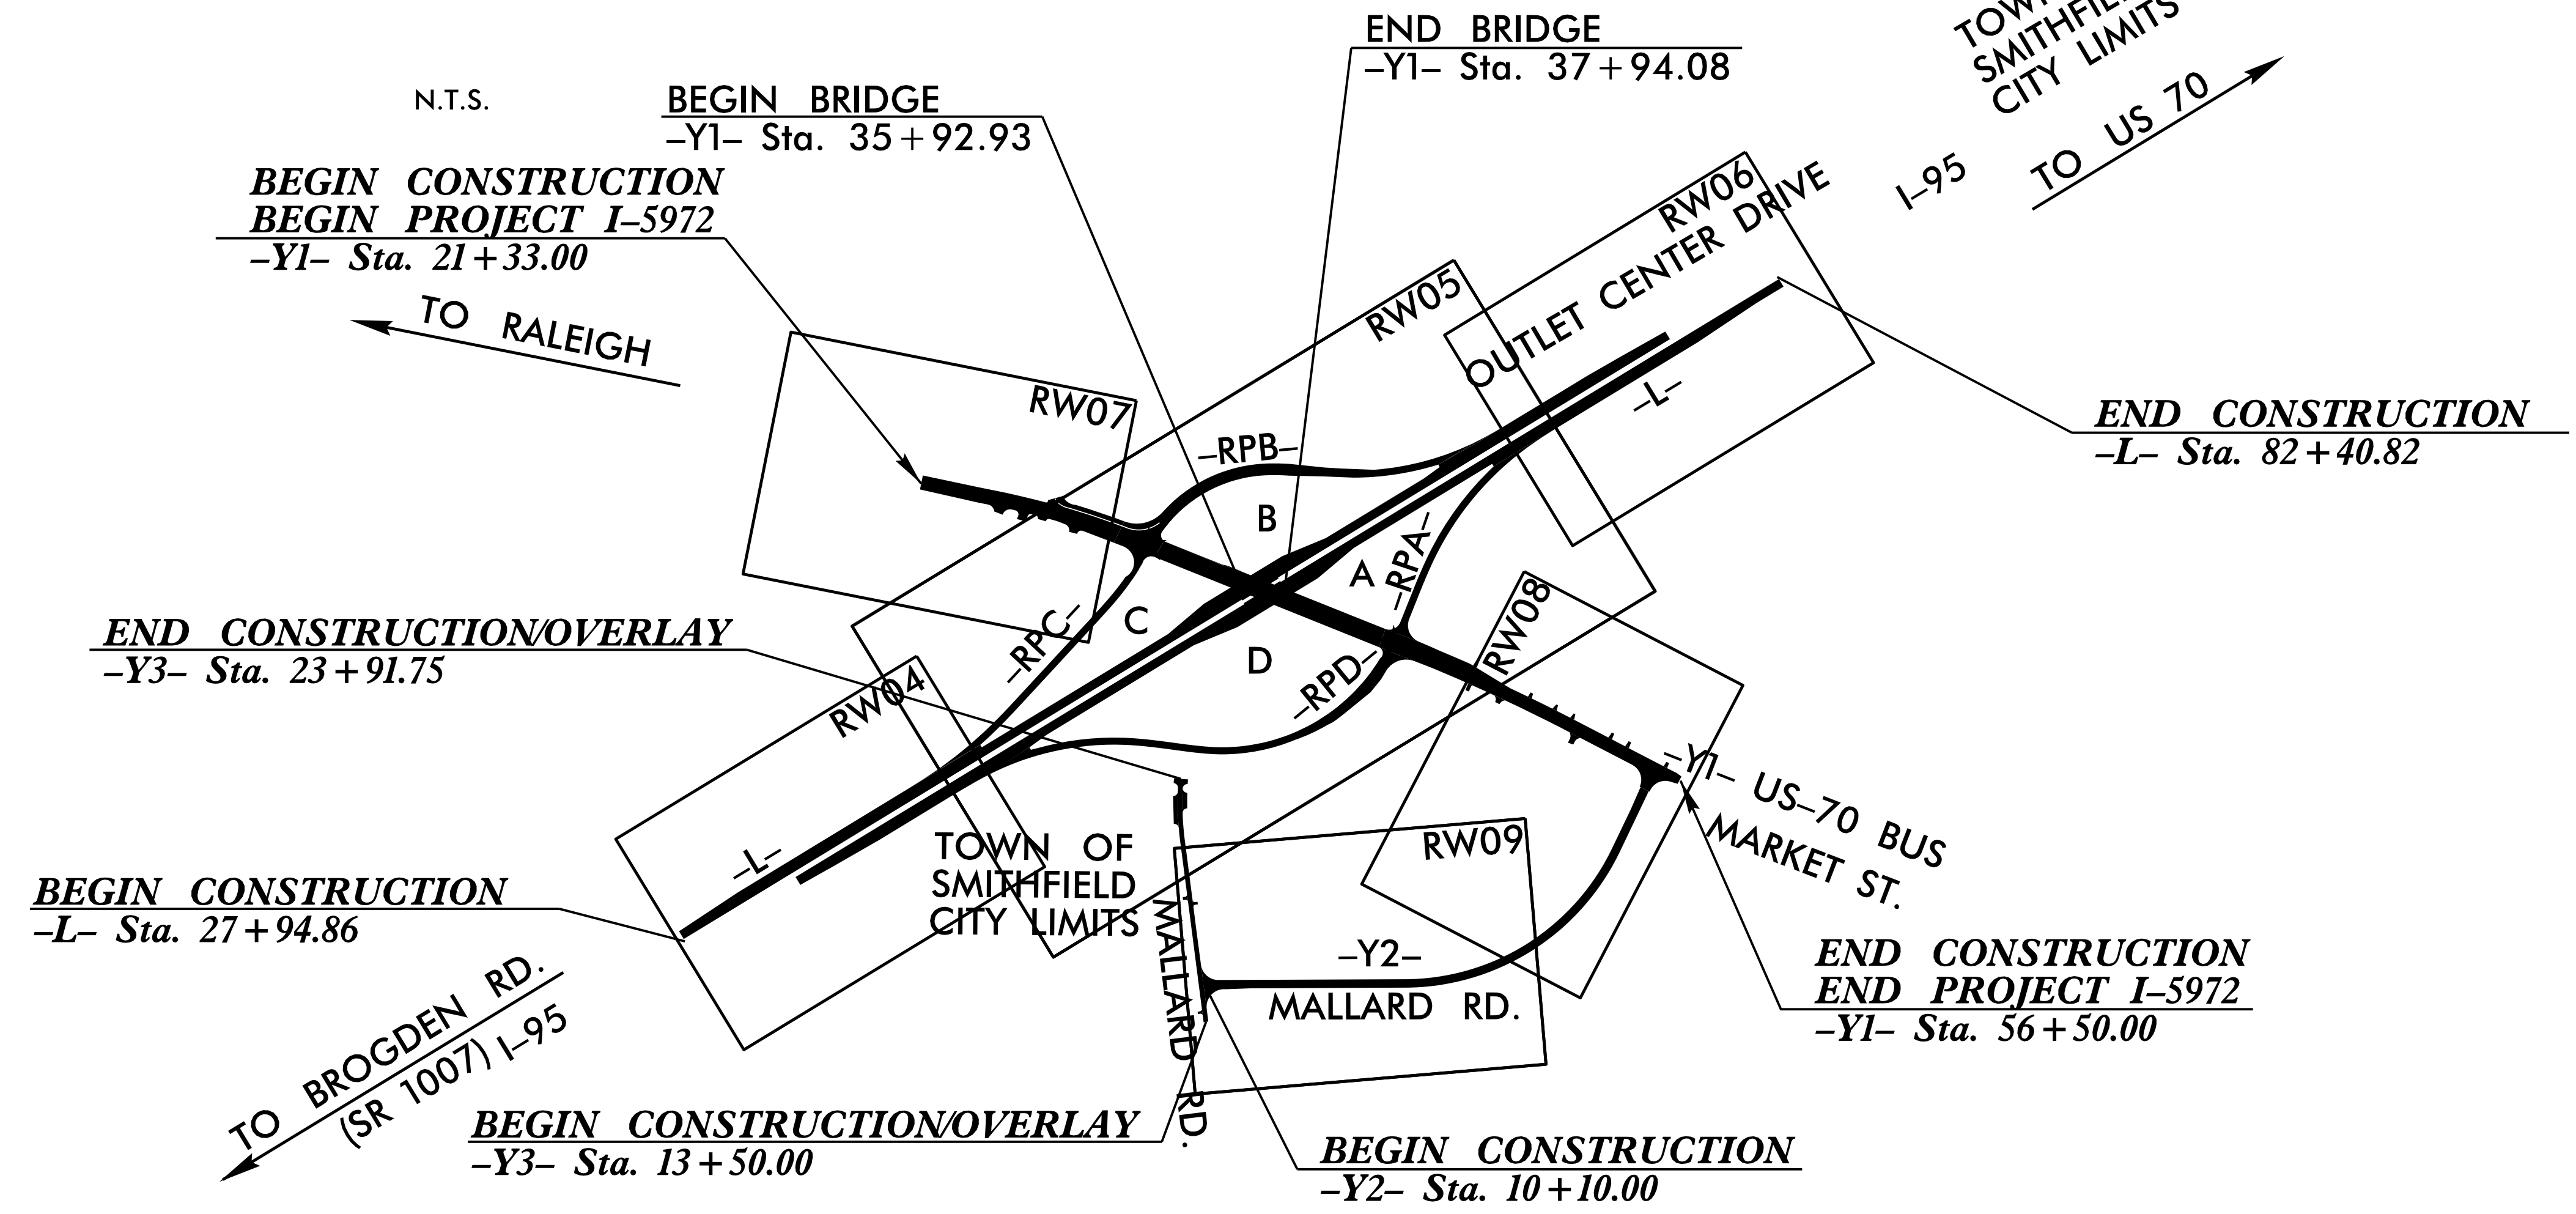 END BRIDGE
–Y1– Sta. 37+94.08
SMITHFIELD
CITY LIMITS
TO US 70
I–95
N.T.S.
BEGIN BRIDGE
–Y1– Sta. 35+92.93
BEGIN CONSTRUCTION
BEGIN PROJECT I–5972
–Y1– Sta. 21+33.00
TO RALEIGH
RW07
RW05
RW06
OUTLET CENTER DRIVE
–L–
END CONSTRUCTION
–L– Sta. 82+40.82
–RPB–
B
A
–RPA–
C
–RPC–
D
–RPD–
RW08
END CONSTRUCTION/OVERLAY
–Y3– Sta. 23+91.75
RW04
–L–
TOWN OF
SMITHFIELD
CITY LIMITS
MALLARD RD.
RW09
–Y1– US–70 BUS
MARKET ST.
BEGIN CONSTRUCTION
–L– Sta. 27+94.86
–Y2–
MALLARD RD.
END CONSTRUCTION
END PROJECT I–5972
–Y1– Sta. 56+50.00
TO BROGDEN RD.
(SR 1007) I–95
BEGIN CONSTRUCTION/OVERLAY
–Y3– Sta. 13+50.00
BEGIN CONSTRUCTION
–Y2– Sta. 10+10.00